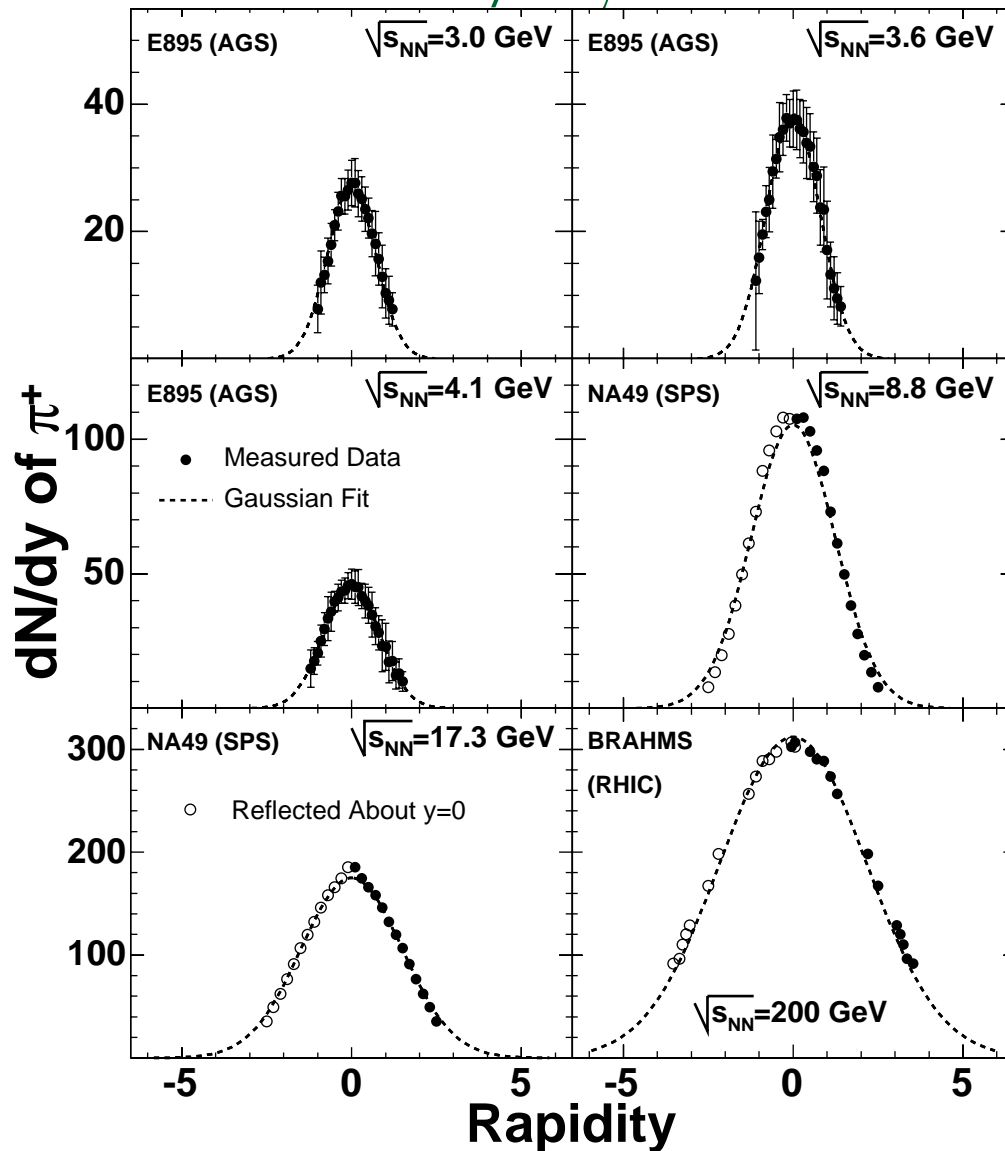 E895 (AGS)
√sNN=3.0 GeV
E895 (AGS)
√sNN=3.6 GeV
40
20
E895 (AGS)
√sNN=4.1 GeV
Measured Data
Gaussian Fit
NA49 (SPS)
√sNN=8.8 GeV
100
50
NA49 (SPS)
√sNN=17.3 GeV
Reflected About y=0
BRAHMS
(RHIC)
√sNN=200 GeV
300
200
100
-5
0
5
-5
0
5
Rapidity
dN/dy of π+